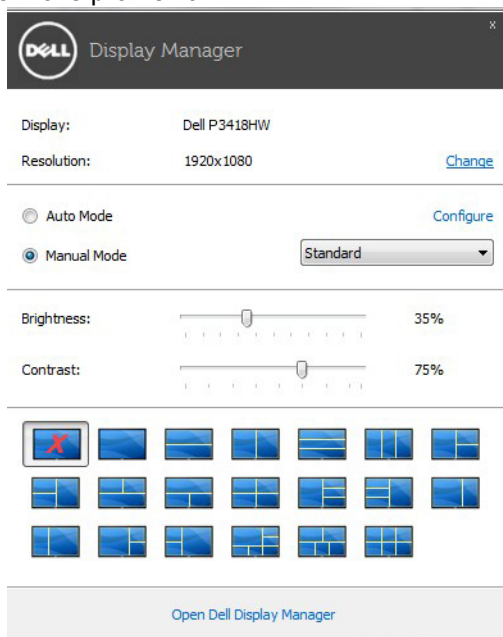 x
DELL Display Manager
Display: Dell P3418HW
Resolution: 1920x1080 Change
Auto Mode Configure
Manual Mode Standard
Brightness: 35%
Contrast: 75%
X
Open Dell Display Manager